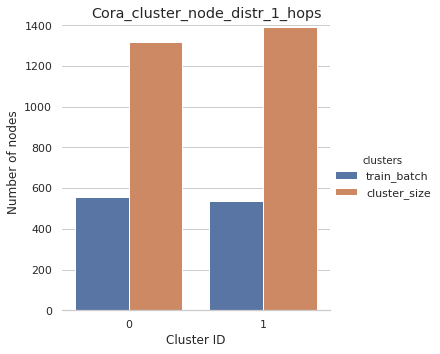 Cora_cluster_node_distr_1_hops
1400
1200
1000
800
600
400
200
0
Number of nodes
0 1
Cluster ID
clusters
train_batch
cluster_size